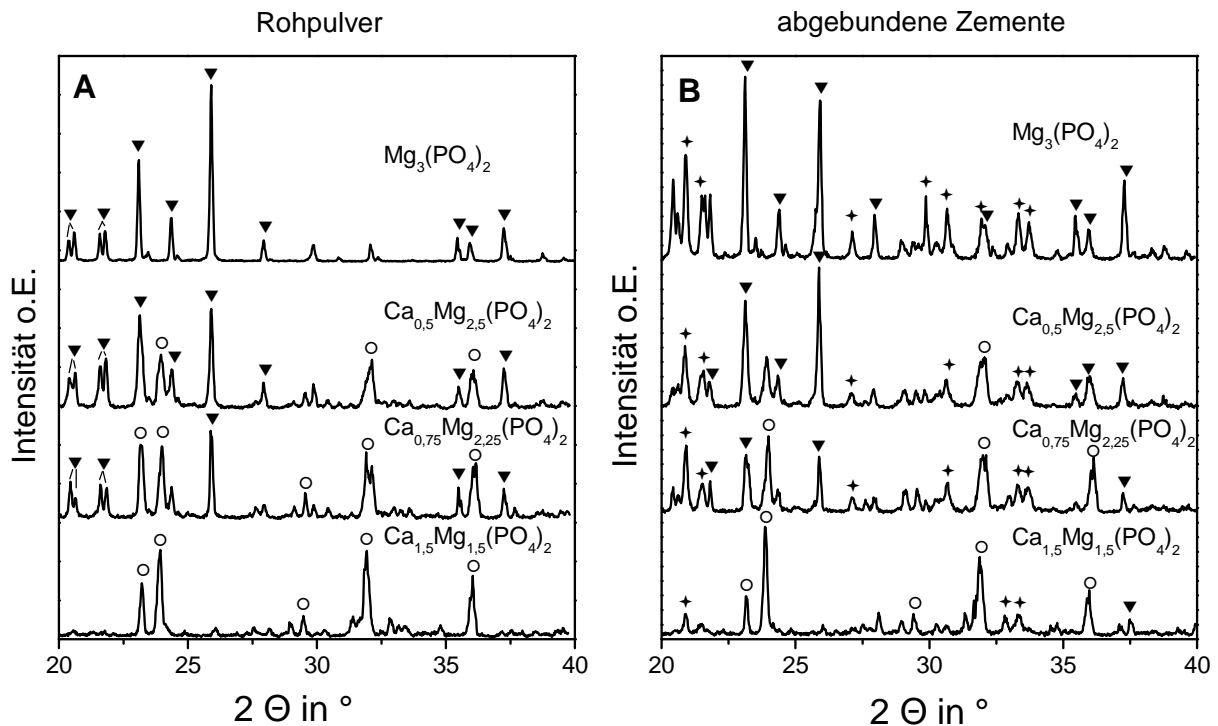 Rohpulver
abgebundene Zemente
A
Mg3(PO4)2
Ca0,5Mg2,5(PO4)2
Ca0,75Mg2,25(PO4)2
Ca1,5Mg1,5(PO4)2
Intensität o.E.
20 25 30 35 40
2 Θ in °
B
Mg3(PO4)2
Ca0,5Mg2,5(PO4)2
Ca0,75Mg2,25(PO4)2
Ca1,5Mg1,5(PO4)2
Intensität o.E.
20 25 30 35 40
2 Θ in °